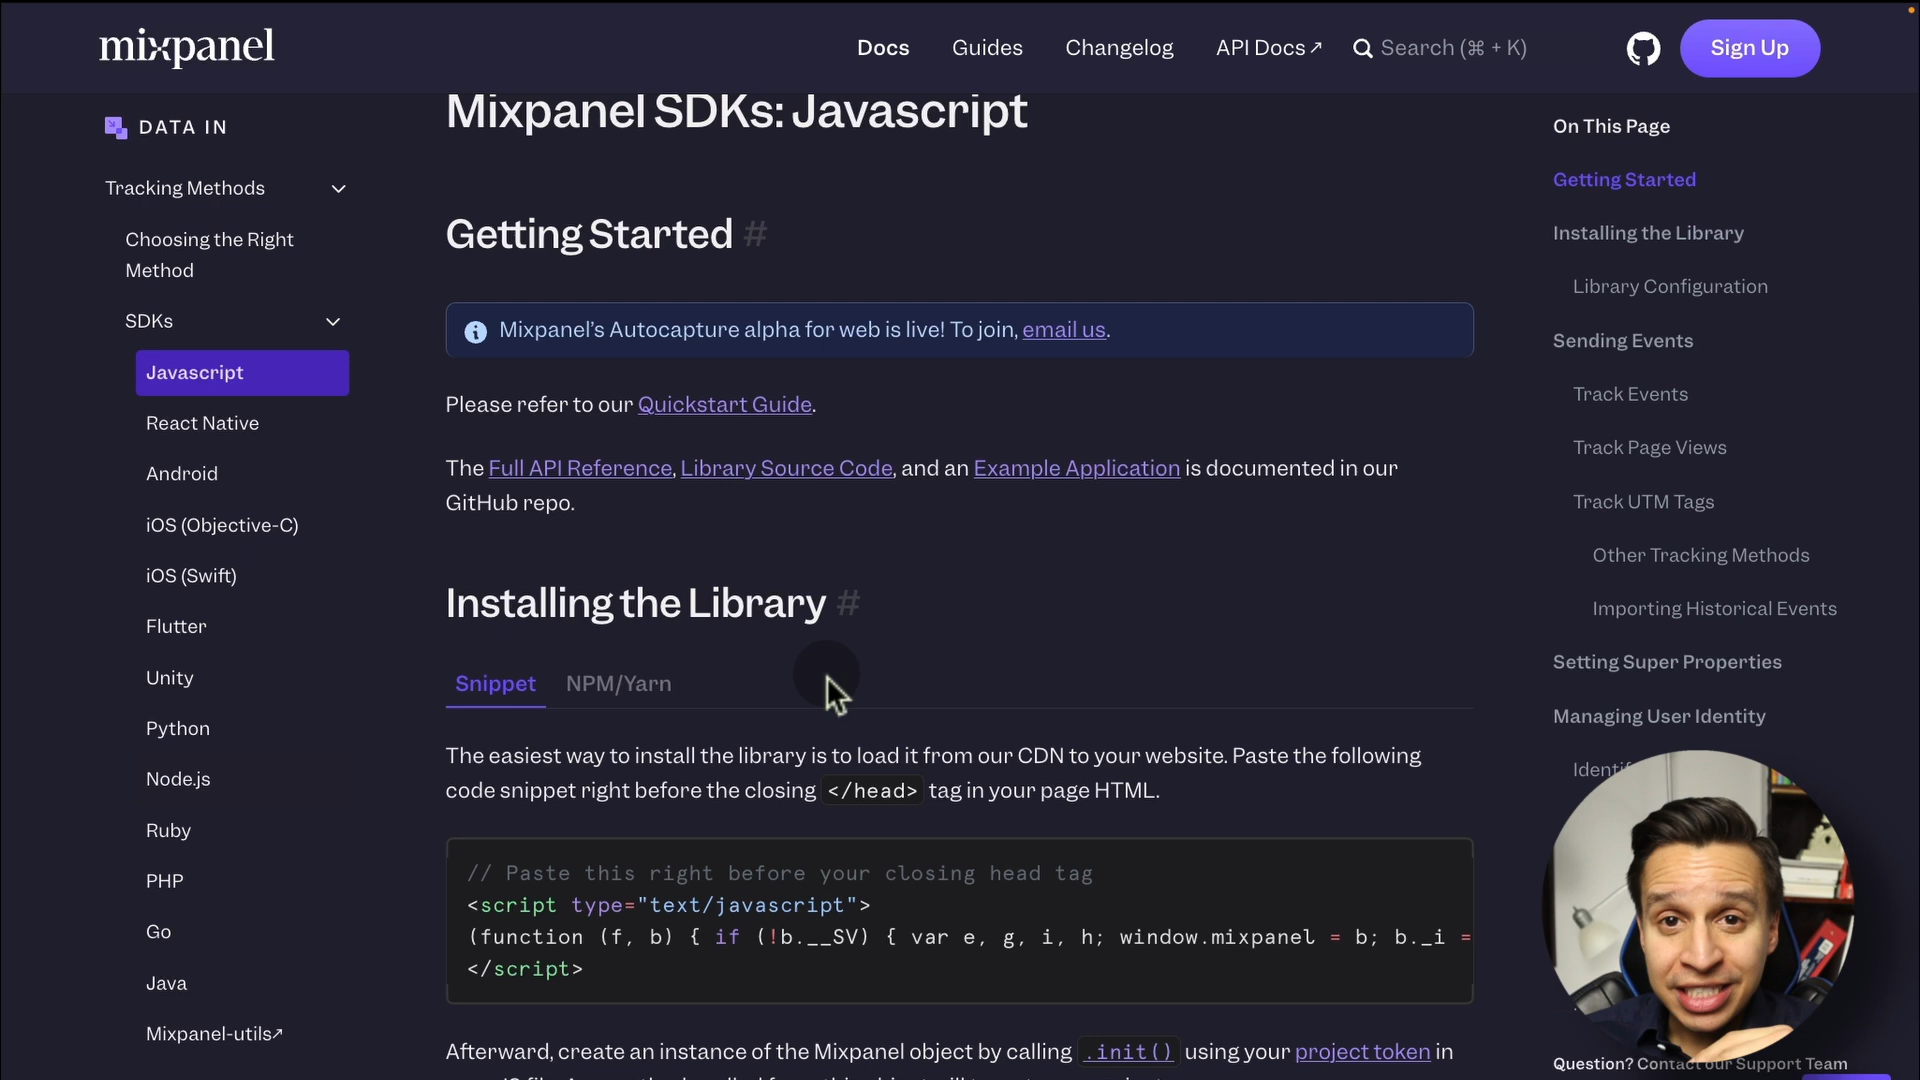 mixpanel
Docs
Guides
Changelog
API Docs↗
Search (⌘ + K)
Sign Up
DATA IN
Tracking Methods
Choosing the Right
Method
SDKs
Javascript
React Native
Android
iOS (Objective-C)
iOS (Swift)
Flutter
Unity
Python
Node.js
Ruby
PHP
Go
Java
Mixpanel-utils↗
Mixpanel SDKs: Javascript
Getting Started #
Mixpanel’s Autocapture alpha for web is live! To join, email us.
Please refer to our Quickstart Guide.
The Full API Reference, Library Source Code, and an Example Application is documented in our
GitHub repo.
Installing the Library #
Snippet
NPM/Yarn
The easiest way to install the library is to load it from our CDN to your website. Paste the following
code snippet right before the closing </head> tag in your page HTML.
// Paste this right before your closing head tag
<script type="text/javascript">
(function (f, b) { if (!b.__SV) { var e, g, i, h; window.mixpanel = b; b._i =
</script>
Afterward, create an instance of the Mixpanel object by calling .init() using your project token in
On This Page
Getting Started
Installing the Library
Library Configuration
Sending Events
Track Events
Track Page Views
Track UTM Tags
Other Tracking Methods
Importing Historical Events
Setting Super Properties
Managing User Identity
Question? Contact our Support Team